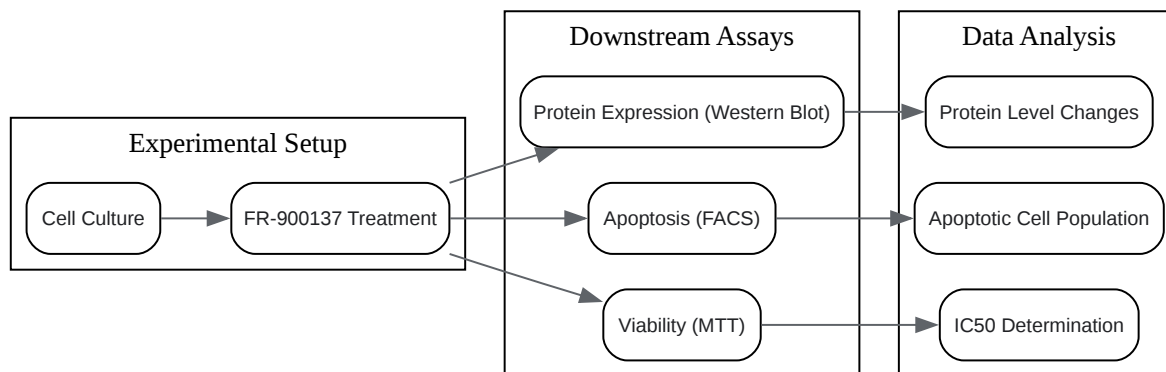 Experimental Setup
Cell Culture
FR-900137 Treatment
Downstream Assays
Protein Expression (Western Blot)
Apoptosis (FACS)
Viability (MTT)
Data Analysis
Protein Level Changes
Apoptotic Cell Population
IC50 Determination